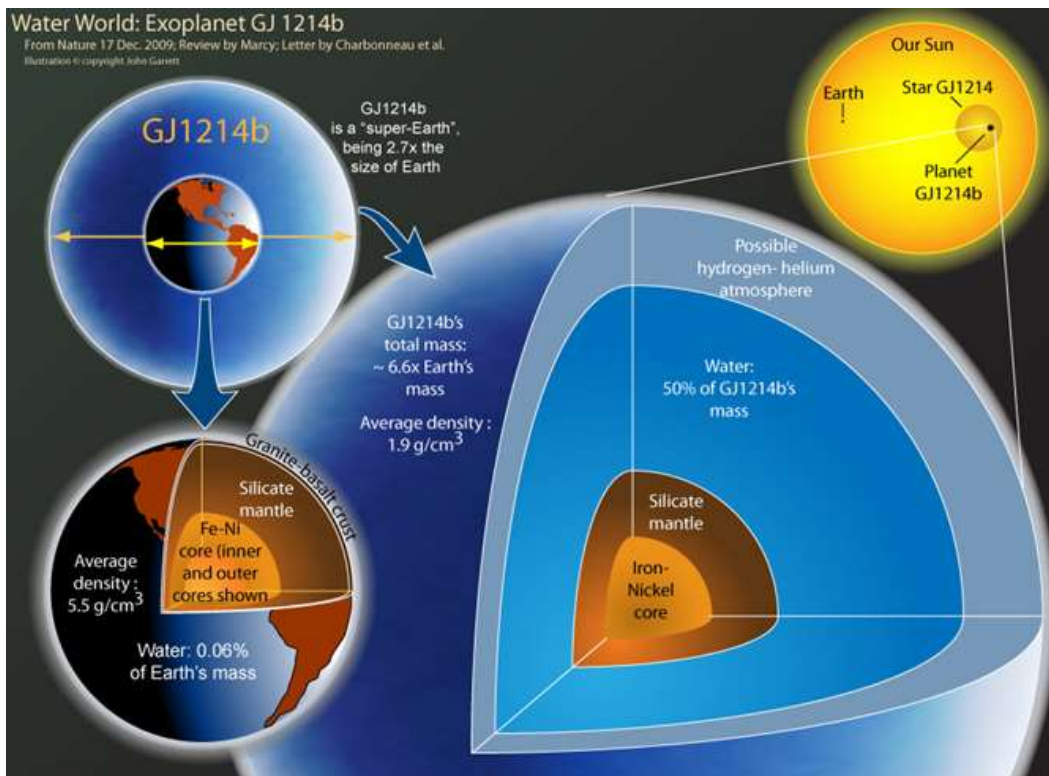 Water World: Exoplanet GJ 1214b
From Nature 17 Dec. 2009; Review by Marcy; Letter by Charbonneau et al.
Illustration © copyright John Garrett
GJ1214b
GJ1214b
is a "super-Earth",
being 2.7x the
size of Earth
Our Sun
Earth
Star GJ1214
Planet
GJ1214b
Possible
hydrogen- helium
atmosphere
GJ1214b's
total mass:
~ 6.6x Earth's
mass
Average density :
1.9 g/cm3
Water:
50% of GJ1214b's
mass
Silicate
mantle
Iron-
Nickel
core
Granite-basalt crust
Silicate
mantle
Fe-Ni
core (inner
and outer
cores shown
Average
density :
5.5 g/cm3
Water: 0.06%
of Earth's mass